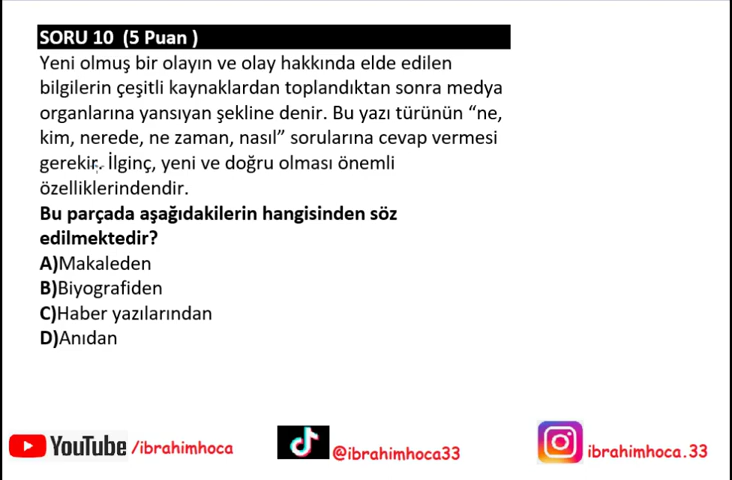 SORU 10 (5 Puan )
Yeni olmuş bir olayın ve olay hakkında elde edilen
bilgilerin çeşitli kaynaklardan toplandıktan sonra medya
organlarına yansıyan şekline denir. Bu yazı türünün “ne,
kim, nerede, ne zaman, nasıl” sorularına cevap vermesi
gerekir. İlginç, yeni ve doğru olması önemli
özelliklerindendir.
Bu parçada aşağıdakilerin hangisinden söz
edilmektedir?
A)Makaleden
B)Biyografiden
C)Haber yazılarından
D)Anıdan
YouTube /ibrahimhoca
@ibrahimhoca33
ibrahimhoca.33